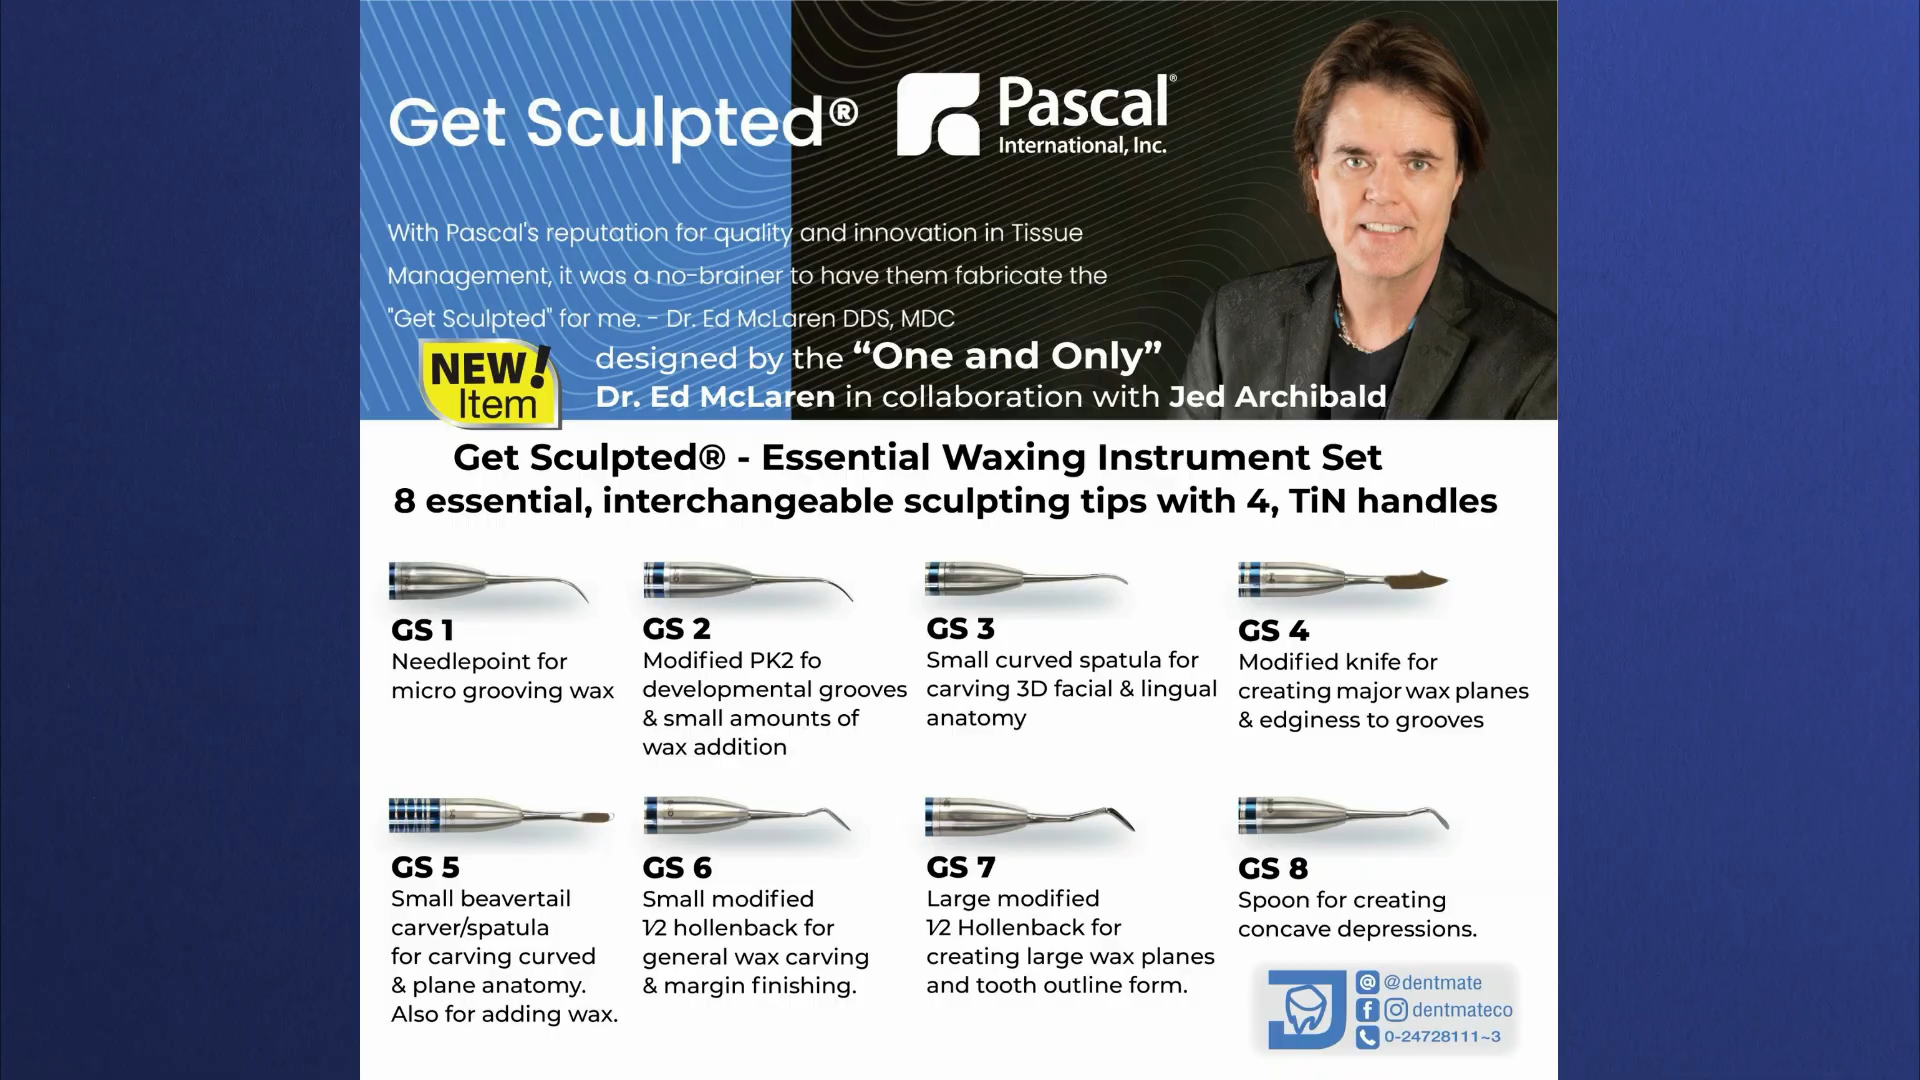 Get Sculpted®
Pascal®
International, Inc.
With Pascal's reputation for quality and innovation in Tissue
Management, it was a no-brainer to have them fabricate the
"Get Sculpted" for me. - Dr. Ed McLaren DDS, MDC
NEW!
Item
designed by the “One and Only”
Dr. Ed McLaren in collaboration with Jed Archibald
Get Sculpted® - Essential Waxing Instrument Set
8 essential, interchangeable sculpting tips with 4, TiN handles
GS 1
Needlepoint for
micro grooving wax
GS 2
Modified PK2 fo
developmental grooves
& small amounts of
wax addition
GS 3
Small curved spatula for
carving 3D facial & lingual
anatomy
GS 4
Modified knife for
creating major wax planes
& edginess to grooves
GS 5
Small beavertail
carver/spatula
for carving curved
& plane anatomy.
Also for adding wax.
GS 6
Small modified
1⁄2 hollenback for
general wax carving
& margin finishing.
GS 7
Large modified
1⁄2 Hollenback for
creating large wax planes
and tooth outline form.
GS 8
Spoon for creating
concave depressions.
@dentmate
dentmateco
0-24728111~3